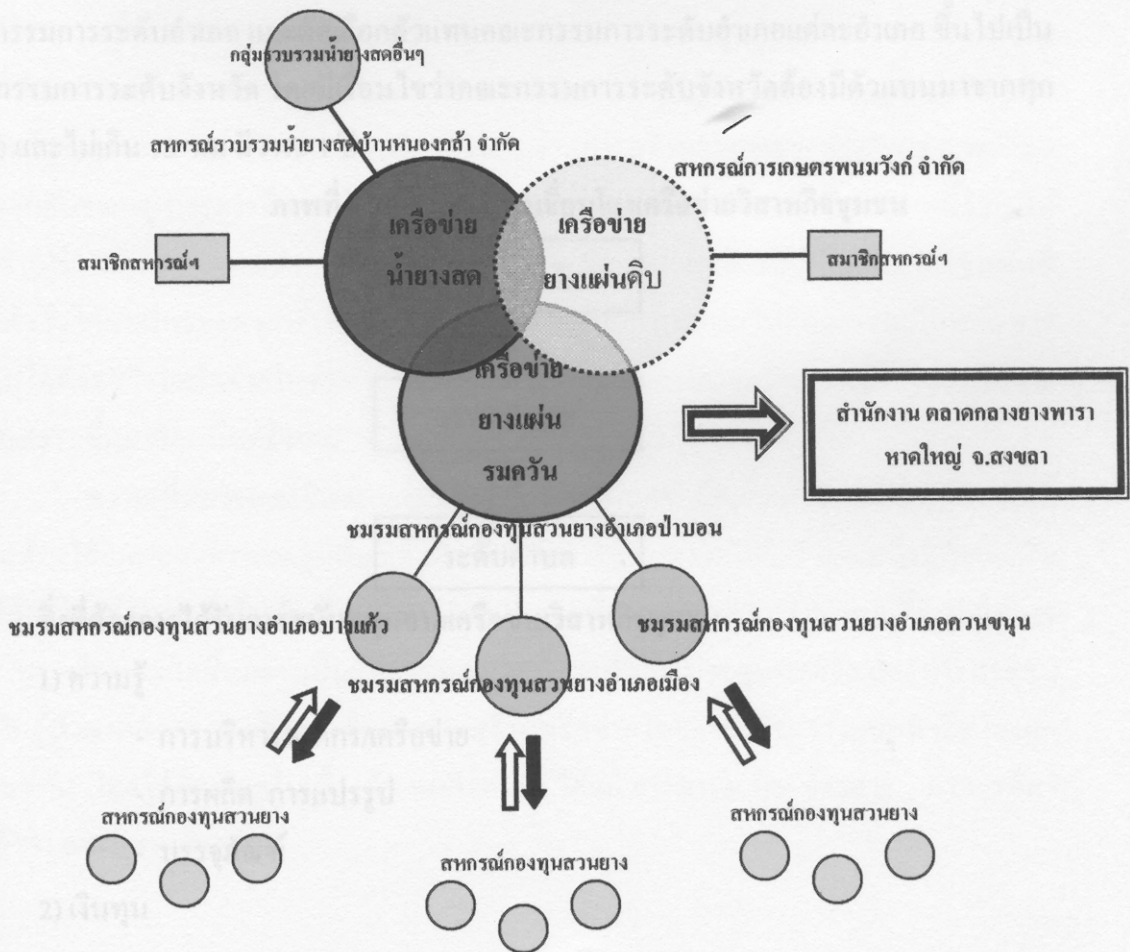 กลุ่มรวบรวมน้ำยางสดอื่นๆ
สหกรณ์รวบรวมน้ำยางสดบ้านหนองคล้า จำกัด
สหกรณ์การเกษตรพนมวังก์ จำกัด
เครือข่าย
น้ำยางสด
เครือข่าย
ยางแผ่นดิบ
สมาชิกสหกรณ์ฯ
สมาชิกสหกรณ์ฯ
เครือข่าย
ยางแผ่น
รมควัน
สำนักงาน ตลาดกลางยางพารา
หาดใหญ่ จ.สงขลา
ชมรมสหกรณ์กองทุนสวนยางอำเภอป่าบอน
ชมรมสหกรณ์กองทุนสวนยางอำเภอบางแก้ว
ชมรมสหกรณ์กองทุนสวนยางอำเภอควนขนุน
ชมรมสหกรณ์กองทุนสวนยางอำเภอเมือง
สหกรณ์กองทุนสวนยาง
สหกรณ์กองทุนสวนยาง
สหกรณ์กองทุนสวนยาง
ระดับตำบล
1) ความรู้
2) เงินทุน